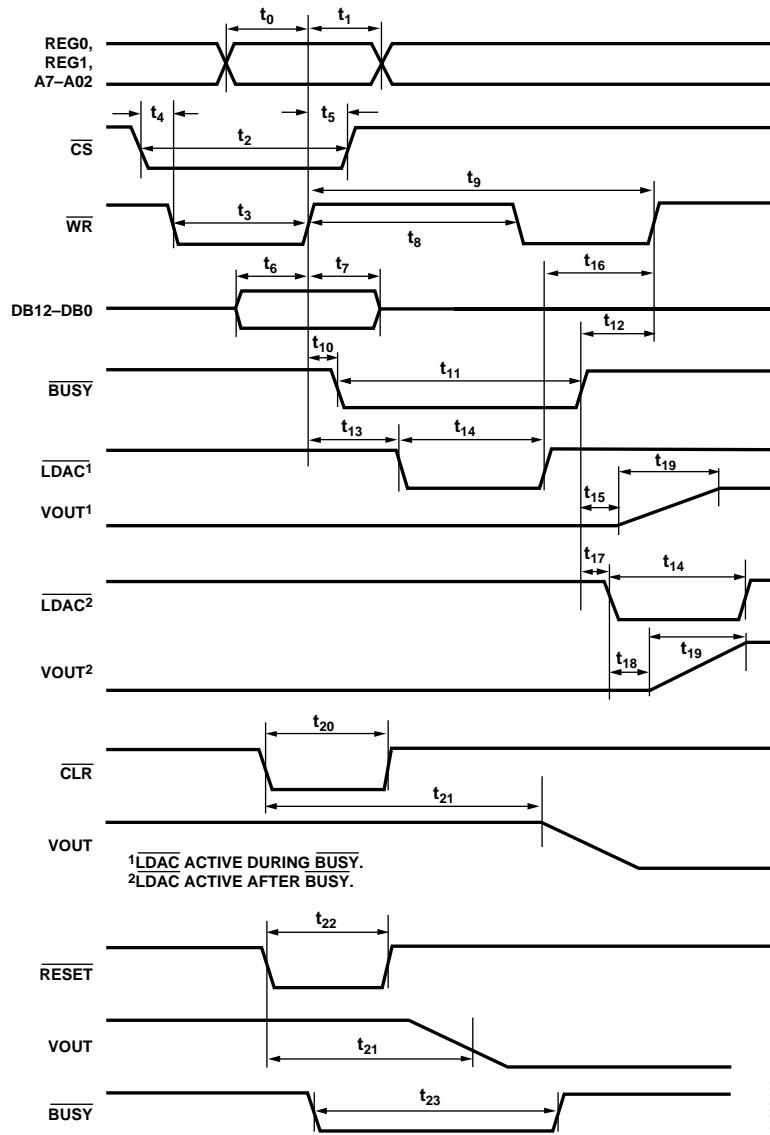 t0 t1
REG0,
REG1,
A7–A02
t4 t5
t2
CS
t9
t3
WR
t8
t6 t7 t16
DB12–DB0
t12
t10
t11
BUSY
t13 t14
LDAC1
t19
VOUT1
t15
t17 t14
LDAC2
t19
t18
VOUT2
t20
CLR
t21
VOUT
1LDAC ACTIVE DURING BUSY.
2LDAC ACTIVE AFTER BUSY.
t22
RESET
VOUT
t21
t23
BUSY